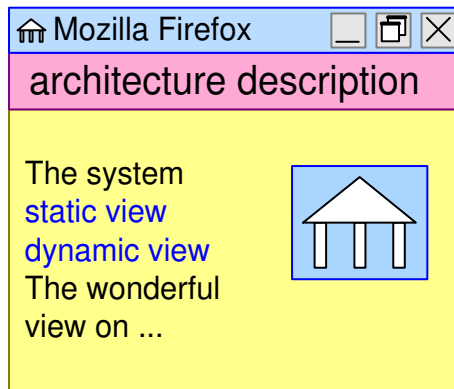 Mozilla Firefox
architecture description
The system
static view
dynamic view
The wonderful
view on ...